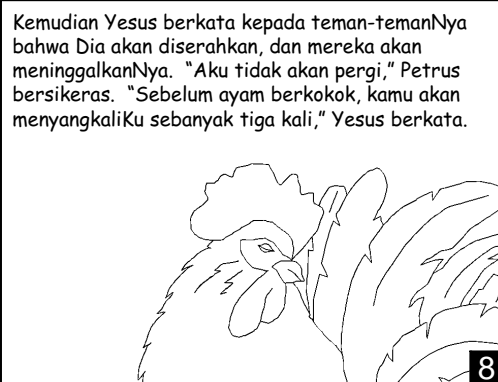 Kemudian Yesus berkata kepada teman-temanNya
bahwa Dia akan diserahkan, dan mereka akan
meninggalkanNya. “Aku tidak akan pergi,” Petrus
bersikeras. “Sebelum ayam berkokok, kamu akan
menyangkaliKu sebanyak tiga kali,” Yesus berkata.
8